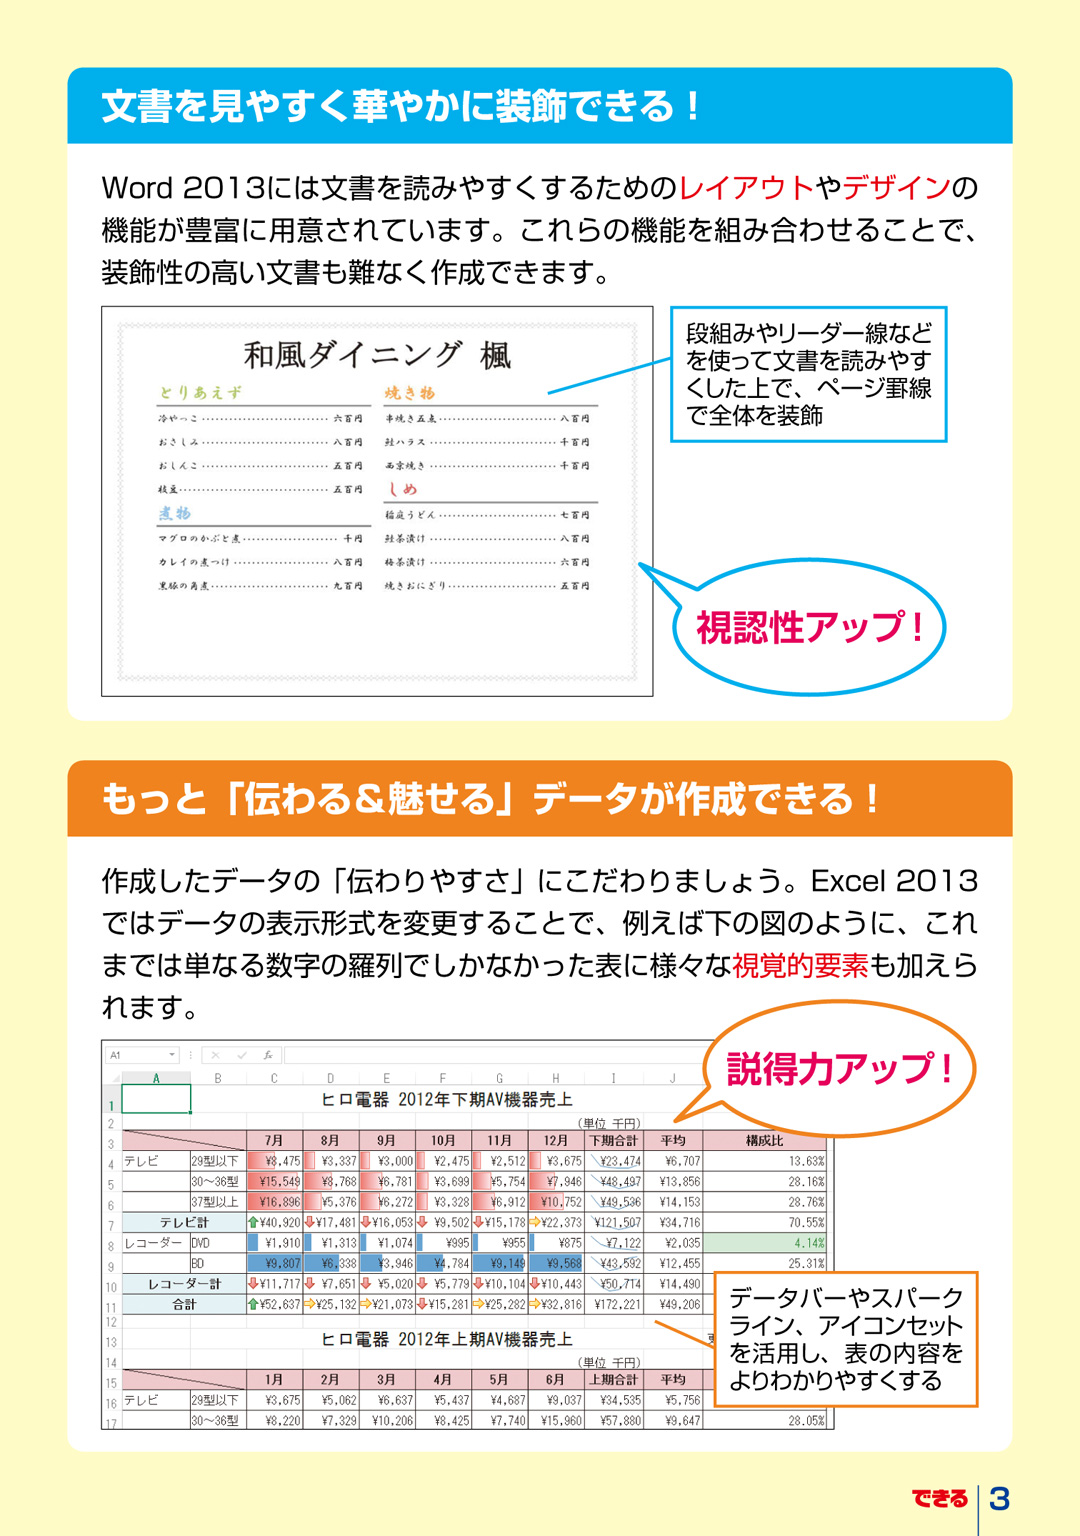 文書を見やすく華やかに装飾できる！
Word 2013には文書を読みやすくするためのレイアウトやデザインの
機能が豊富に用意されています。これらの機能を組み合わせることで、
装飾性の高い文書も難なく作成できます。
和風ダイニング 楓
とりあえず
冷やっこ 六百円
おさしみ 八百円
おしんこ 五百円
枝豆 五百円
煮物
マグロのかぶと煮 千円
カレイの煮つけ 八百円
黒豚の角煮 九百円
焼き物
串焼き五点 八百円
鮭ハラス 千百円
西京焼き 千百円
しめ
稲庭うどん 七百円
鮭茶漬け 八百円
梅茶漬け 六百円
焼きおにぎり 五百円
段組みやリーダー線など
を使って文書を読みやす
くした上で、ページ罫線
で全体を装飾
視認性アップ！
もっと「伝わる＆魅せる」データが作成できる！
作成したデータの「伝わりやすさ」にこだわりましょう。Excel 2013
ではデータの表示形式を変更することで、例えば下の図のように、これ
までは単なる数字の羅列でしかなかった表に様々な視覚的要素も加えら
れます。
説得力アップ！
A1 fx
A B C D E F G H I J
1 ヒロ電器 2012年下期AV機器売上
2 （単位 千円）
3 7月 8月 9月 10月 11月 12月 下期合計 平均 構成比
4 テレビ 29型以下 ¥8,475 ¥3,337 ¥3,000 ¥2,475 ¥2,512 ¥3,675 ¥23,474 ¥6,707 13.63%
5 30～36型 ¥15,549 ¥8,768 ¥6,781 ¥3,699 ¥5,754 ¥7,946 ¥48,497 ¥13,856 28.16%
6 37型以上 ¥16,896 ¥5,376 ¥6,272 ¥3,328 ¥6,912 ¥10,752 ¥49,536 ¥14,153 28.76%
7 テレビ計 ¥40,920 ¥17,481 ¥16,053 ¥9,502 ¥15,178 ¥22,373 ¥121,507 ¥34,716 70.55%
8 レコーダー DVD ¥1,910 ¥1,313 ¥1,074 ¥995 ¥955 ¥875 ¥7,122 ¥2,035 4.14%
9 BD ¥9,807 ¥6,338 ¥3,946 ¥4,784 ¥9,149 ¥9,568 ¥43,592 ¥12,455 25.31%
10 レコーダー計 ¥11,717 ¥7,651 ¥5,020 ¥5,779 ¥10,104 ¥10,443 ¥50,714 ¥14,490
11 合計 ¥52,637 ¥25,132 ¥21,073 ¥15,281 ¥25,282 ¥32,816 ¥172,221 ¥49,206
12
13 ヒロ電器 2012年上期AV機器売上
14 （単位 千円）
15 1月 2月 3月 4月 5月 6月 上期合計 平均
16 テレビ 29型以下 ¥3,675 ¥5,062 ¥6,637 ¥5,437 ¥4,687 ¥9,037 ¥34,535 ¥5,756
17 30～36型 ¥8,220 ¥7,329 ¥10,206 ¥8,425 ¥7,740 ¥15,960 ¥57,880 ¥9,647 28.05%
データバーやスパーク
ライン、アイコンセット
を活用し、表の内容を
よりわかりやすくする
できる 3